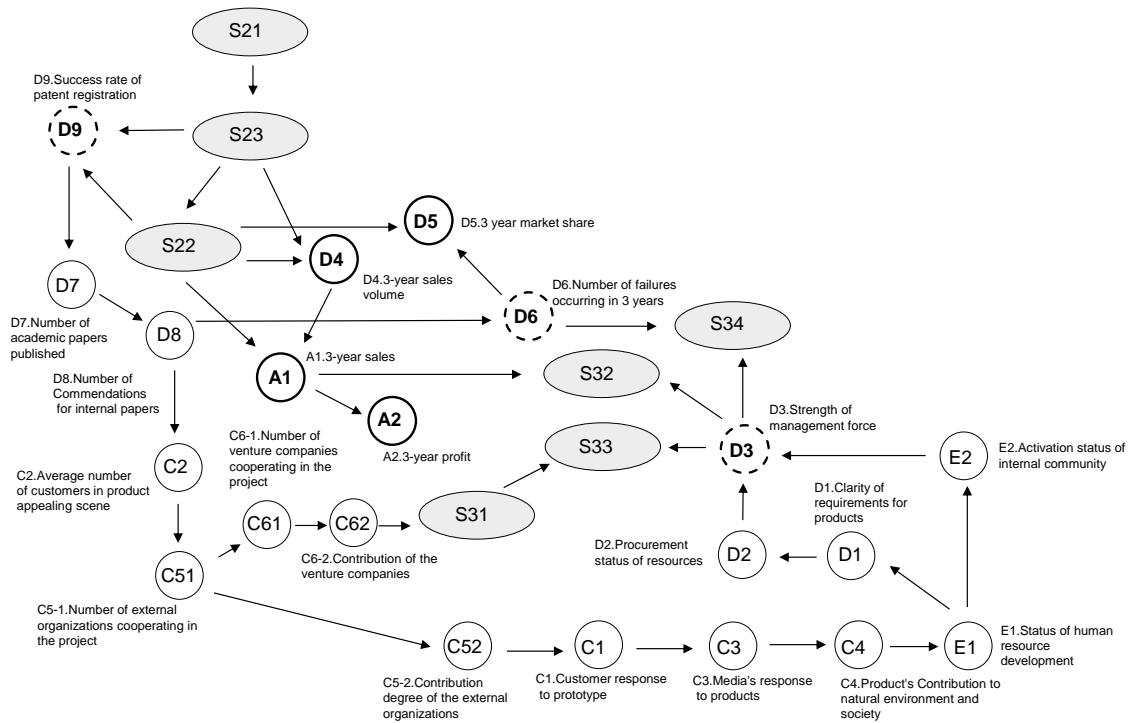 S21
D9.Success rate of
patent registration
D9
S23
S22
D5
D5.3 year market share
D4
D4.3-year sales
volume
D7
D7.Number of
academic papers
published
D8
D8.Number of
Commendations
for internal papers
D6.Number of failures
occurring in 3 years
D6
S34
A1.3-year sales
A1
S32
A2
A2.3-year profit
D3.Strength of
management force
D3
S33
E2
E2.Activation status of
internal community
C6-1.Number of
venture companies
cooperating in the
project
C2
C2.Average number
of customers in product
appealing scene
C61
C62
C6-2.Contribution of the
venture companies
S31
D1.Clarity of
requirements for
products
D2.Procurement
status of resources
D2
D1
C51
C5-1.Number of external
organizations cooperating in
the project
C52
C5-2.Contribution
degree of the external
organizations
C1
C1.Customer response
to prototype
C3
C3.Media's response
to products
C4
C4.Product's Contribution to
natural environment and
society
E1
E1.Status of human
resource
development